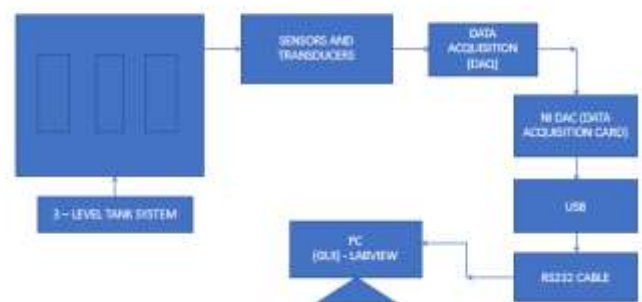 SENSORS AND
TRANSDUCERS
DATA
ACQUISITION
(DAQ)
NI DAC (DATA
ACQUISITION CARD)
3 – LEVEL TANK SYSTEM
USB
PC
(GUI) - LABVIEW
RS232 CABLE